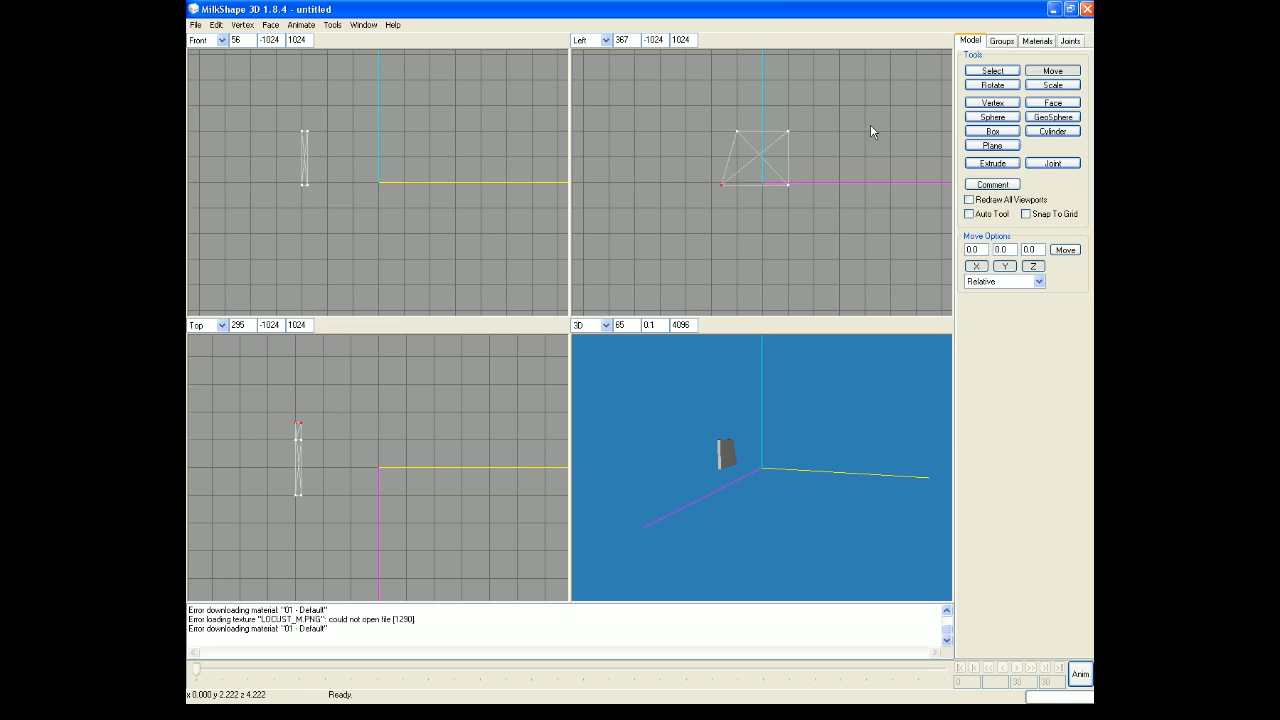 MilkShape 3D 1.8.4 - untitled
File Edit Vertex Face Animate Tools Window Help
Front 56 -1024 1024
Left 367 -1024 1024
Model Groups Materials Joints
Tools
Select Move
Rotate Scale
Vertex Face
Sphere GeoSphere
Box Cylinder
Plane
Extrude Joint
Comment
Redraw All Viewports
Auto Tool Snap To Grid
Move Options
0.0 0.0 0.0 Move
X Y Z
Relative
Top 295 -1024 1024
3D 65 0.1 4096
Error downloading material: "01 - Default"
Error loading texture "LOCUST_M.PNG": could not open file [1290].
Error downloading material: "01 - Default"
0 30 30
Anim
x 0.000 y 2.222 z 4.222 Ready.